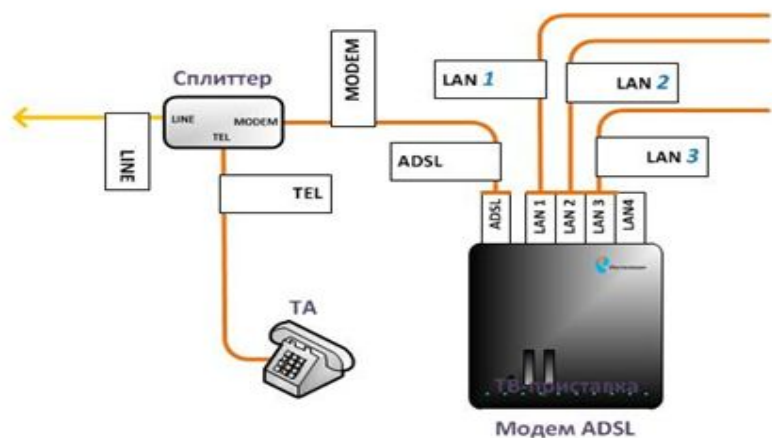 Сплиттер
LINE
MODEM
TEL
LINE
MODEM
TEL
ТА
ADSL
LAN 1
LAN 2
LAN 3
ADSL
LAN 1
LAN 2
LAN 3
LAN4
ТВ-приставка
Модем ADSL